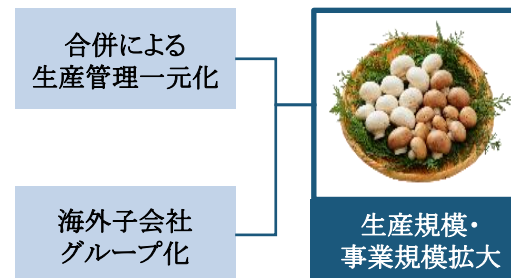 合併による
生産管理一元化
海外子会社
グループ化
生産規模・
事業規模拡大